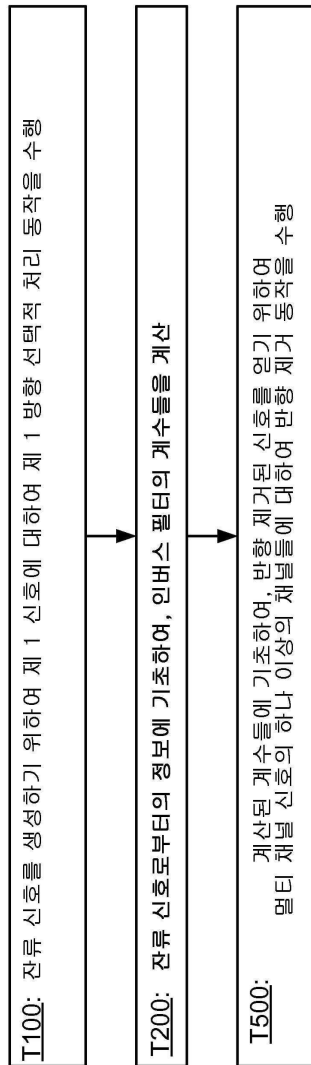 T100: 잔류 신호를 생성하기 위하여 제 1 신호에 대하여 제 1 방향 선택적 처리 동작을 수행
T200: 잔류 신호로부터의 정보에 기초하여, 인버스 필터의 계수들을 계산
T500: 계산된 계수들에 기초하여, 반향 제거된 신호를 얻기 위하여
멀티 채널 신호의 하나 이상의 채널들에 대하여 반향 제거 동작을 수행